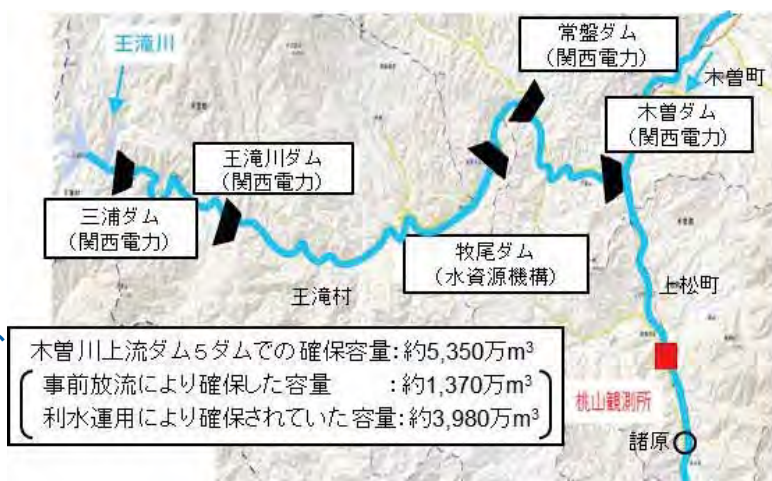 常盤ダム
(関西電力)
王滝川
木曽町
木曽ダム
(関西電力)
王滝川ダム
(関西電力)
三浦ダム
(関西電力)
牧尾ダム
(水資源機構)
王滝村
上松町
木曽川上流ダム5ダムでの確保容量:約5,350万m³
事前放流により確保した容量 :約1,370万m³
利水運用により確保されていた容量:約3,980万m³
桃山観測所
諸原